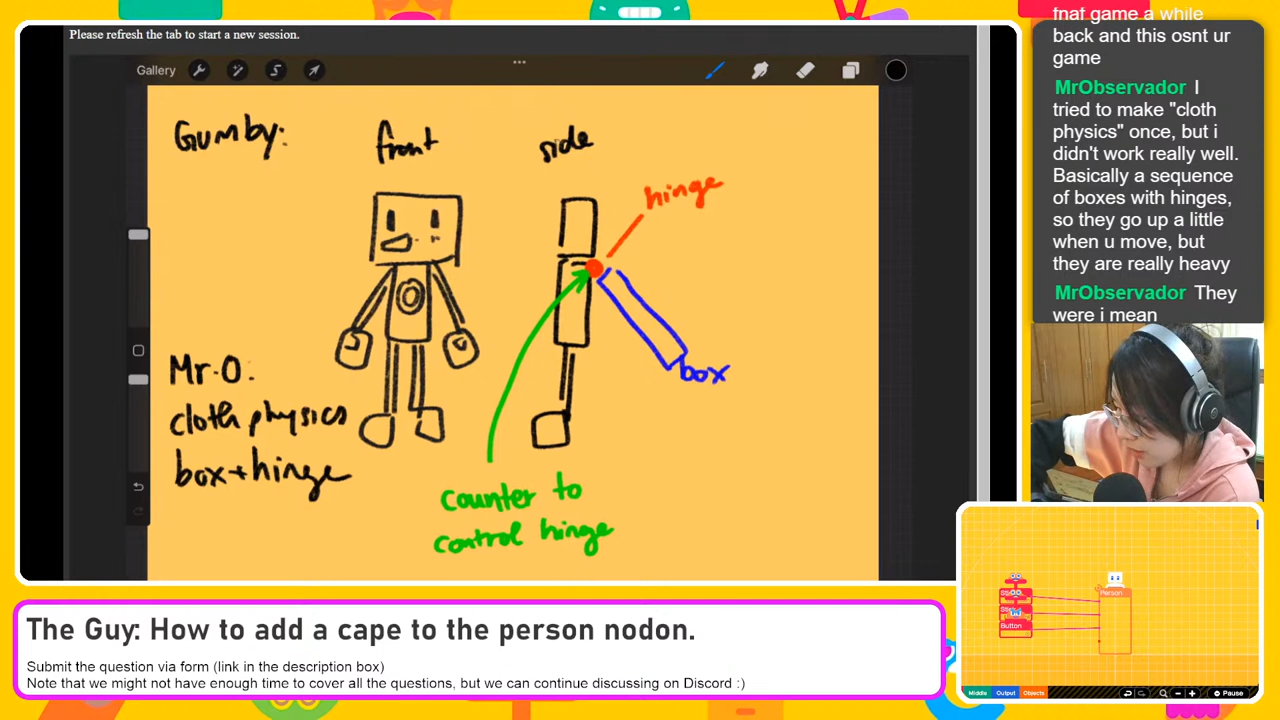 Please refresh the tab to start a new session.
Gallery
Gumby:
front
side
hinge
box
Mr.O:
cloth physics
box+hinge
counter to
control hinge
fnaf game a while
back and this osnt ur
game
MrObservador I
tried to make "cloth
physics" once, but i
didn't work really well.
Basically a sequence
of boxes with hinges,
so they go up a little
when u move, but
they are really heavy
MrObservador They
were i mean
The Guy: How to add a cape to the person nodon.
Submit the question via form (link in the description box)
Note that we might not have enough time to cover all the questions, but we can continue discussing on Discord :)
Person
Button
Middle
Output
Objects
Pause